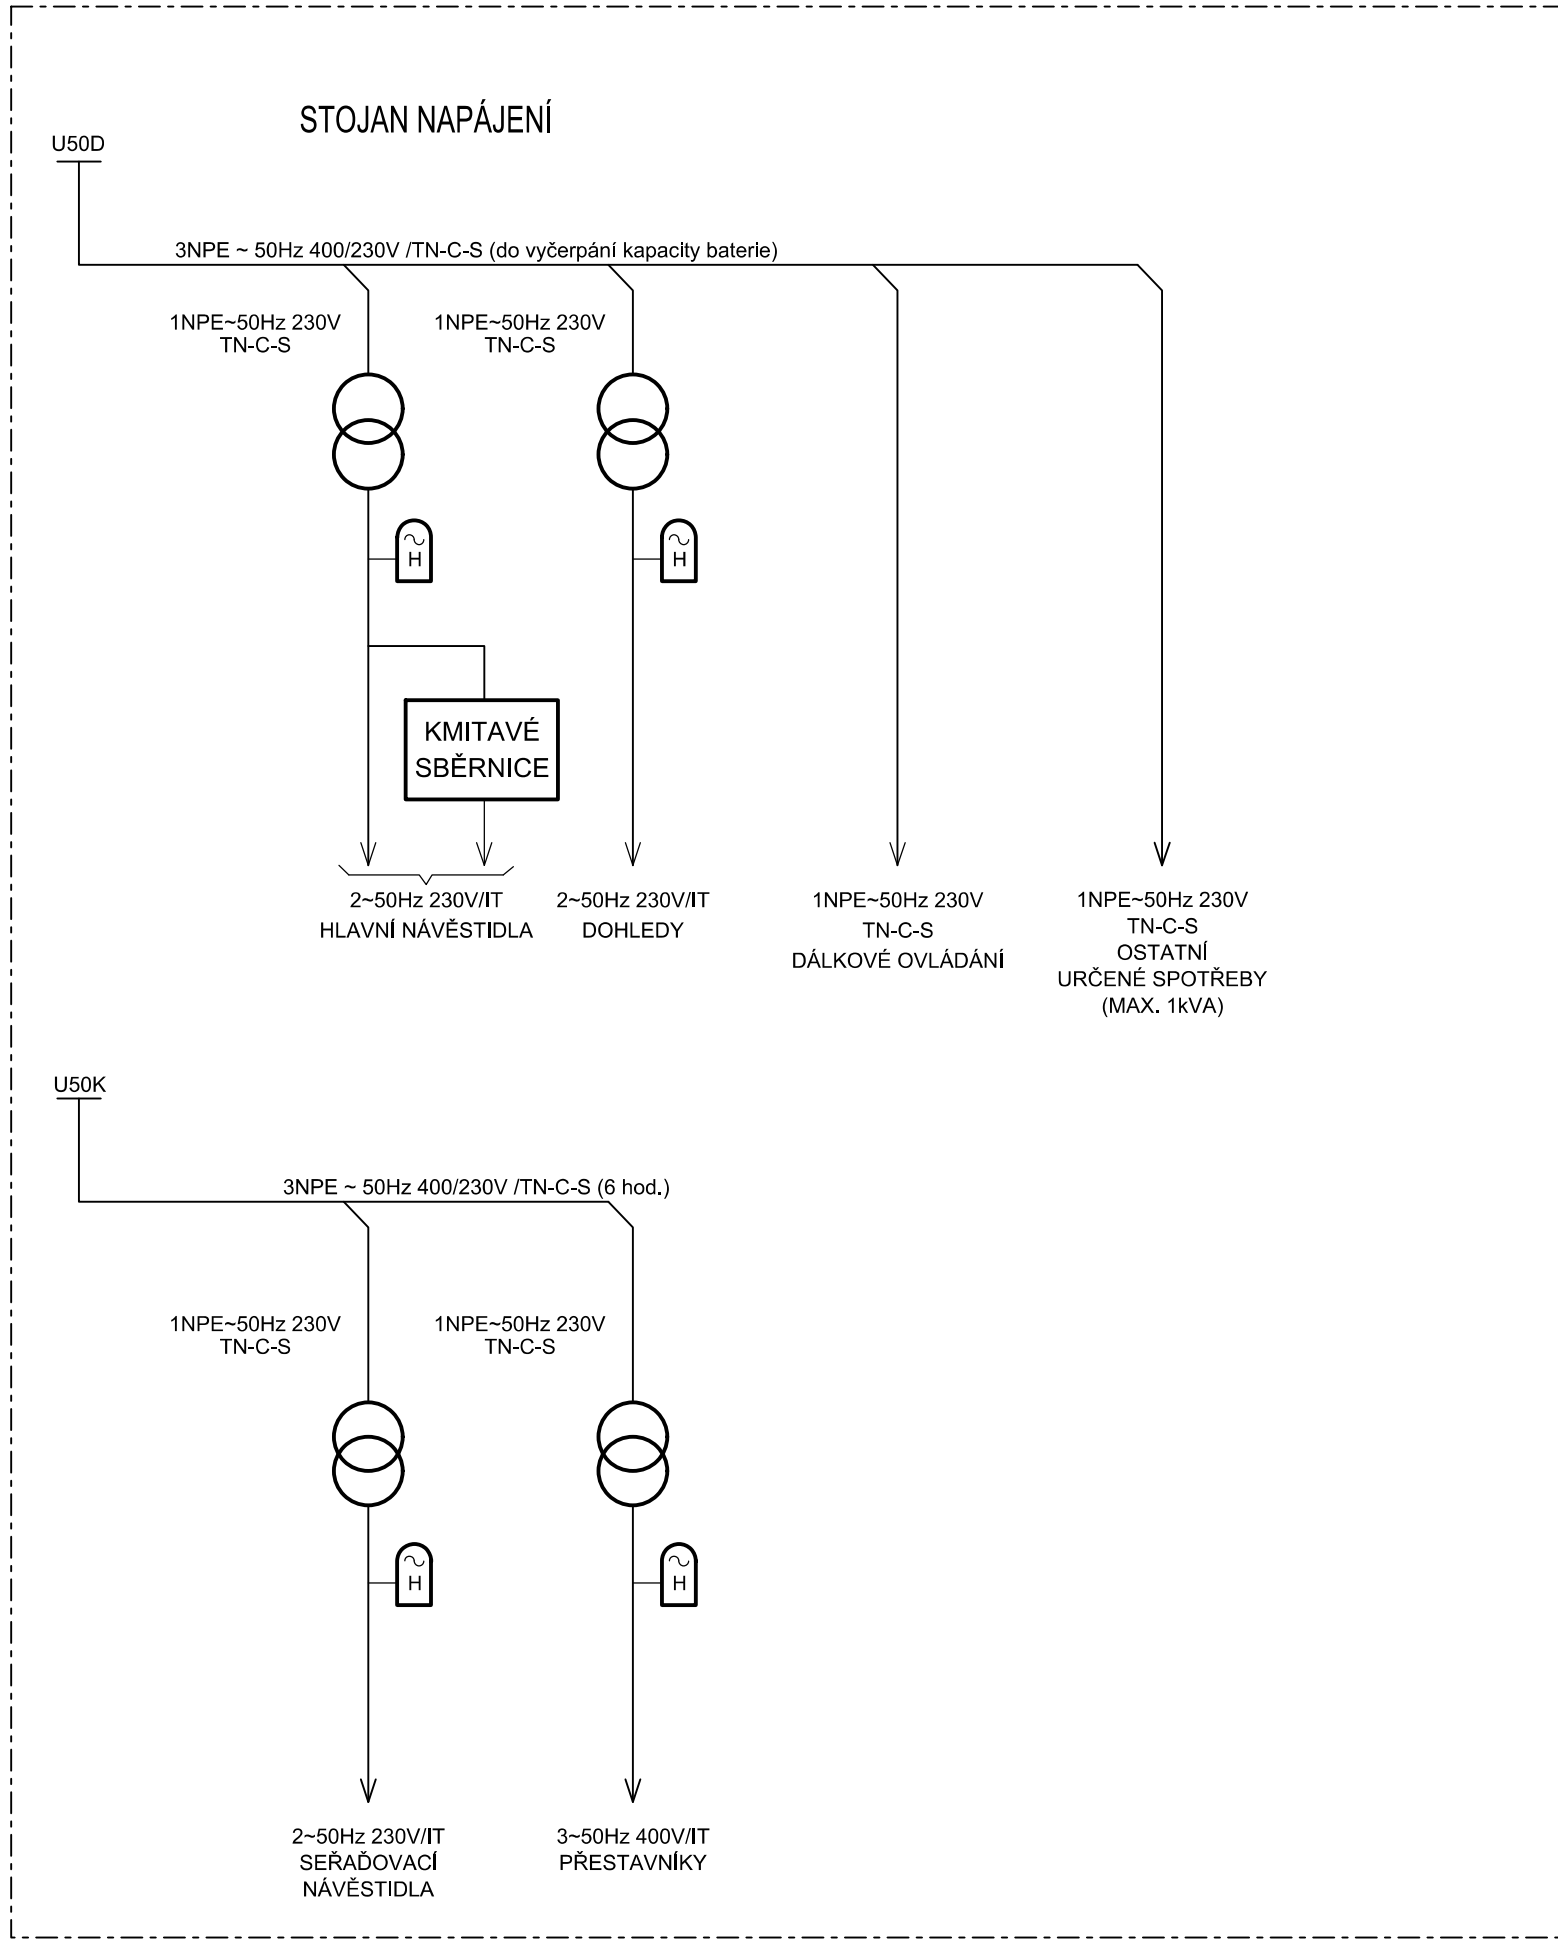 STOJAN NAPÁJENÍ
U50D
3NPE ~ 50Hz 400/230V /TN-C-S (do vyčerpání kapacity baterie)
1NPE~50Hz 230V
TN-C-S
1NPE~50Hz 230V
TN-C-S
H
H
KMITAVÉ
SBĚRNICE
2~50Hz 230V/IT
HLAVNÍ NÁVĚSTIDLA
2~50Hz 230V/IT
DOHLEDY
1NPE~50Hz 230V
TN-C-S
DÁLKOVÉ OVLÁDÁNÍ
1NPE~50Hz 230V
TN-C-S
OSTATNÍ
URČENÉ SPOTŘEBY
(MAX. 1kVA)
U50K
3NPE ~ 50Hz 400/230V /TN-C-S (6 hod.)
1NPE~50Hz 230V
TN-C-S
1NPE~50Hz 230V
TN-C-S
H
H
2~50Hz 230V/IT
SEŘAĎOVACÍ
NÁVĚSTIDLA
3~50Hz 400V/IT
PŘESTAVNÍKY